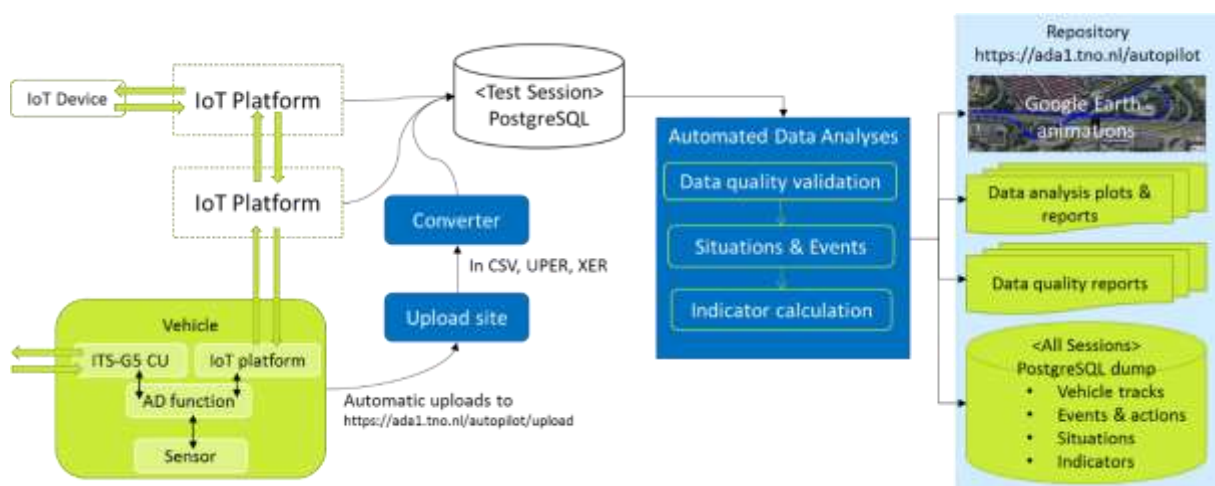 IoT Device
IoT Platform
IoT Platform
Vehicle
ITS-G5 CU
IoT platform
AD function
Sensor
Automatic uploads to
https://ada1.tno.nl/autopilot/upload
Upload site
In CSV, UPER, XER
Converter
<Test Session>
PostgreSQL
Automated Data Analyses
Data quality validation
Situations & Events
Indicator calculation
Repository
https://ada1.tno.nl/autopilot
Google Earth
animations
Data analysis plots &
reports
Data quality reports
<All Sessions>
PostgreSQL dump
• Vehicle tracks
• Events & actions
• Situations
• Indicators